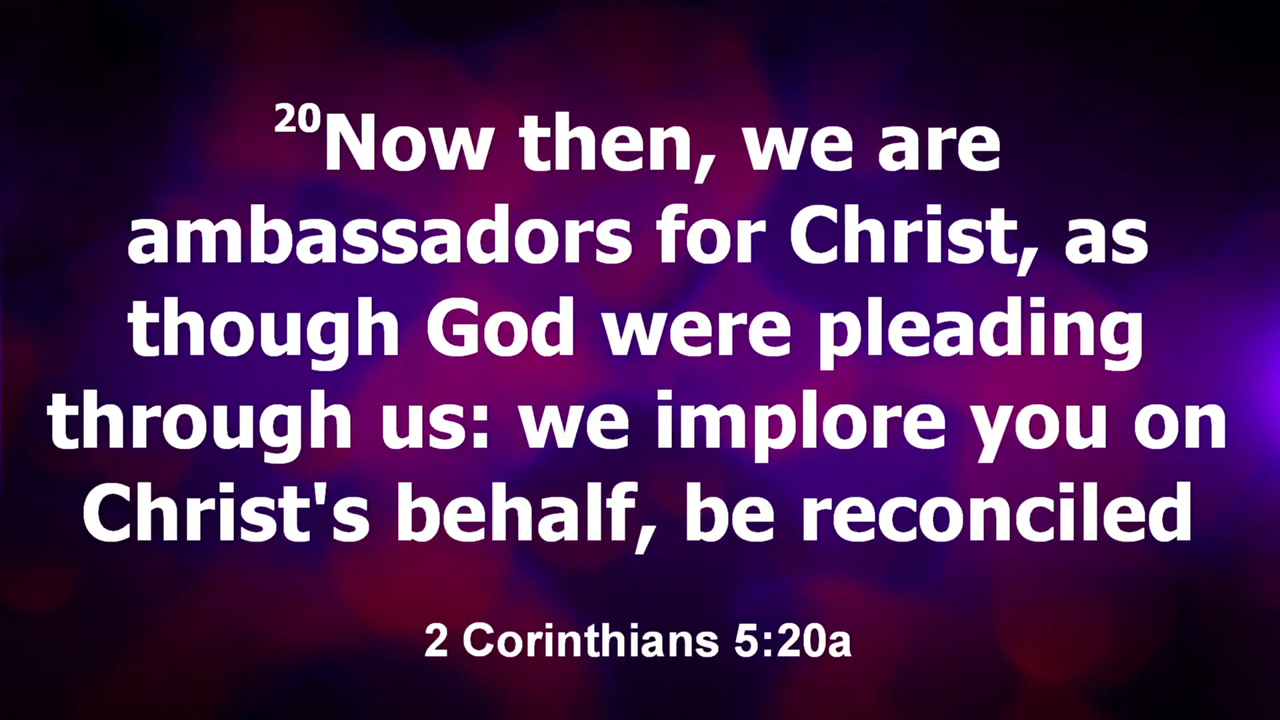 20Now then, we are
ambassadors for Christ, as
though God were pleading
through us: we implore you on
Christ's behalf, be reconciled
2 Corinthians 5:20a